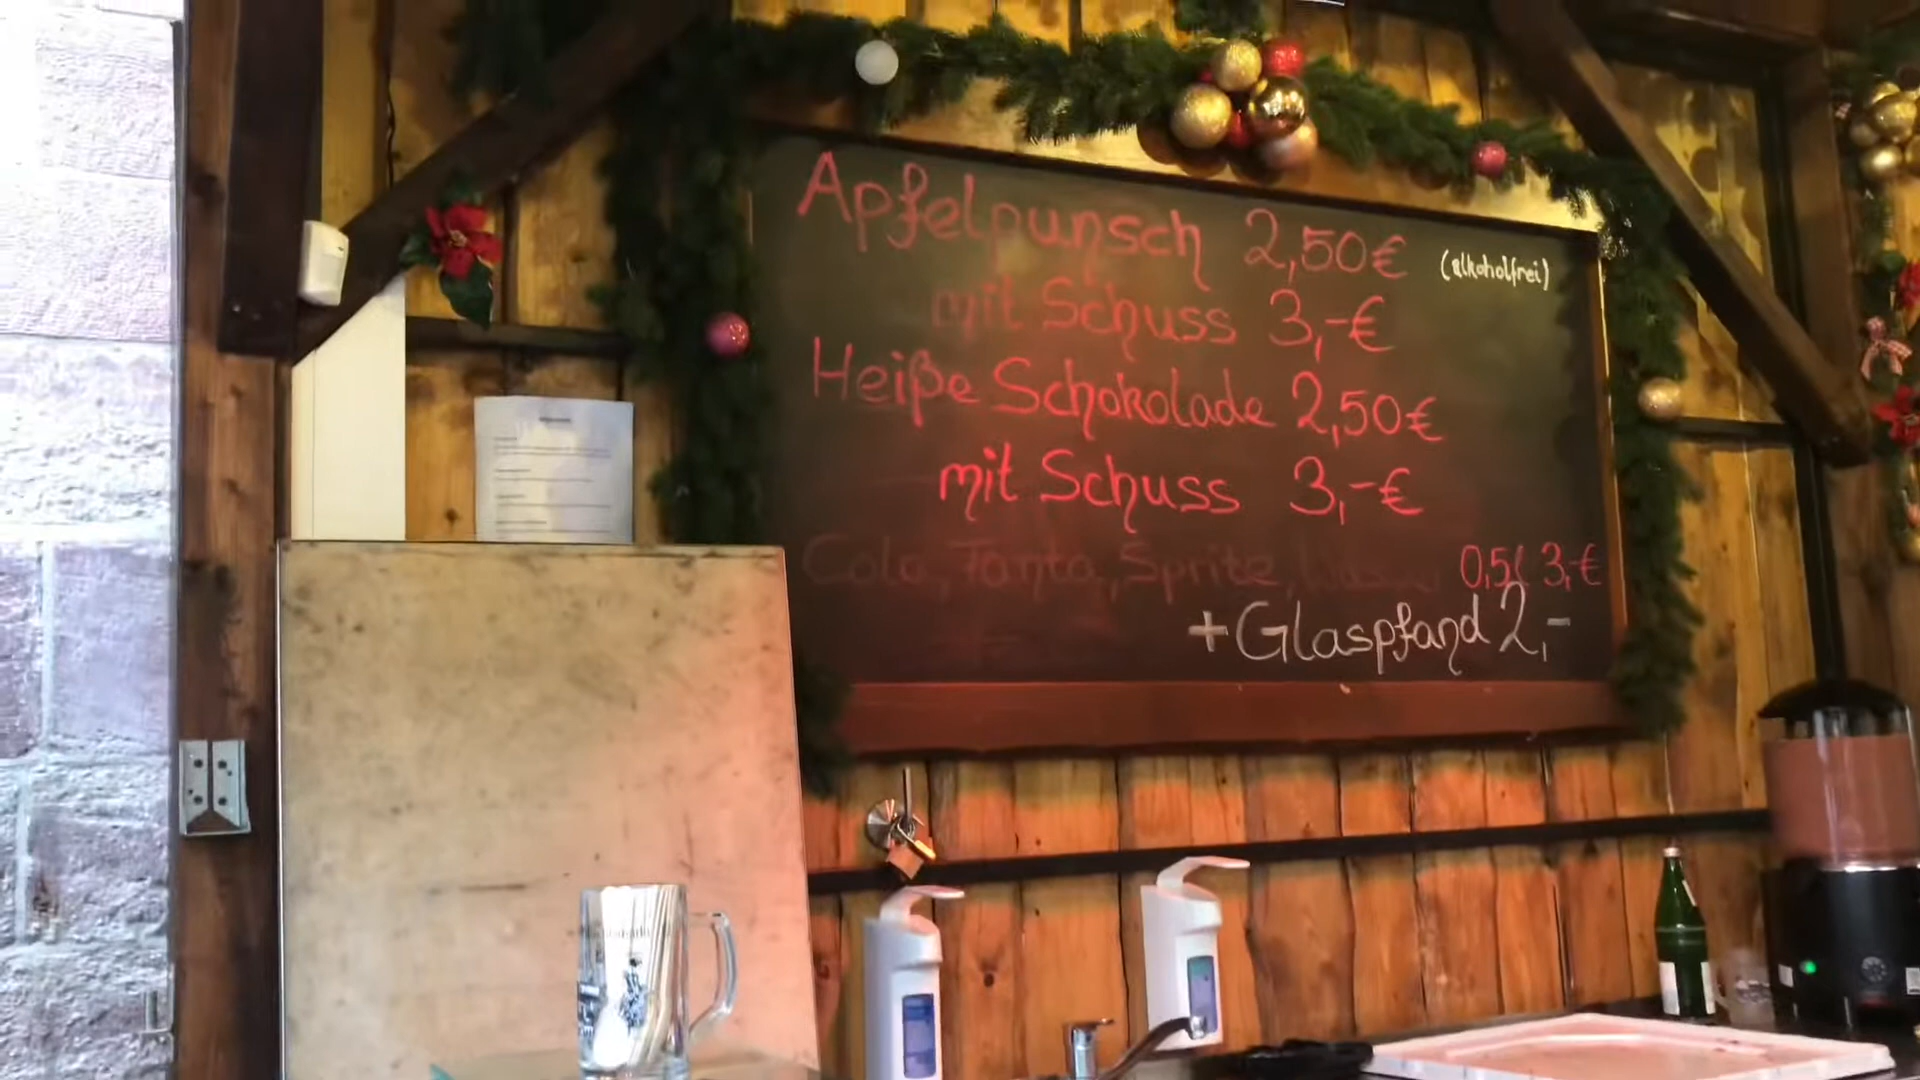 Apfelpunsch 2,50€ (alkoholfrei)
mit Schuss 3,-€
Heiße Schokolade 2,50€
mit Schuss 3,-€
Cola, Fanta, Sprite, 0,5l 3,-€
+Glaspfand 2,-